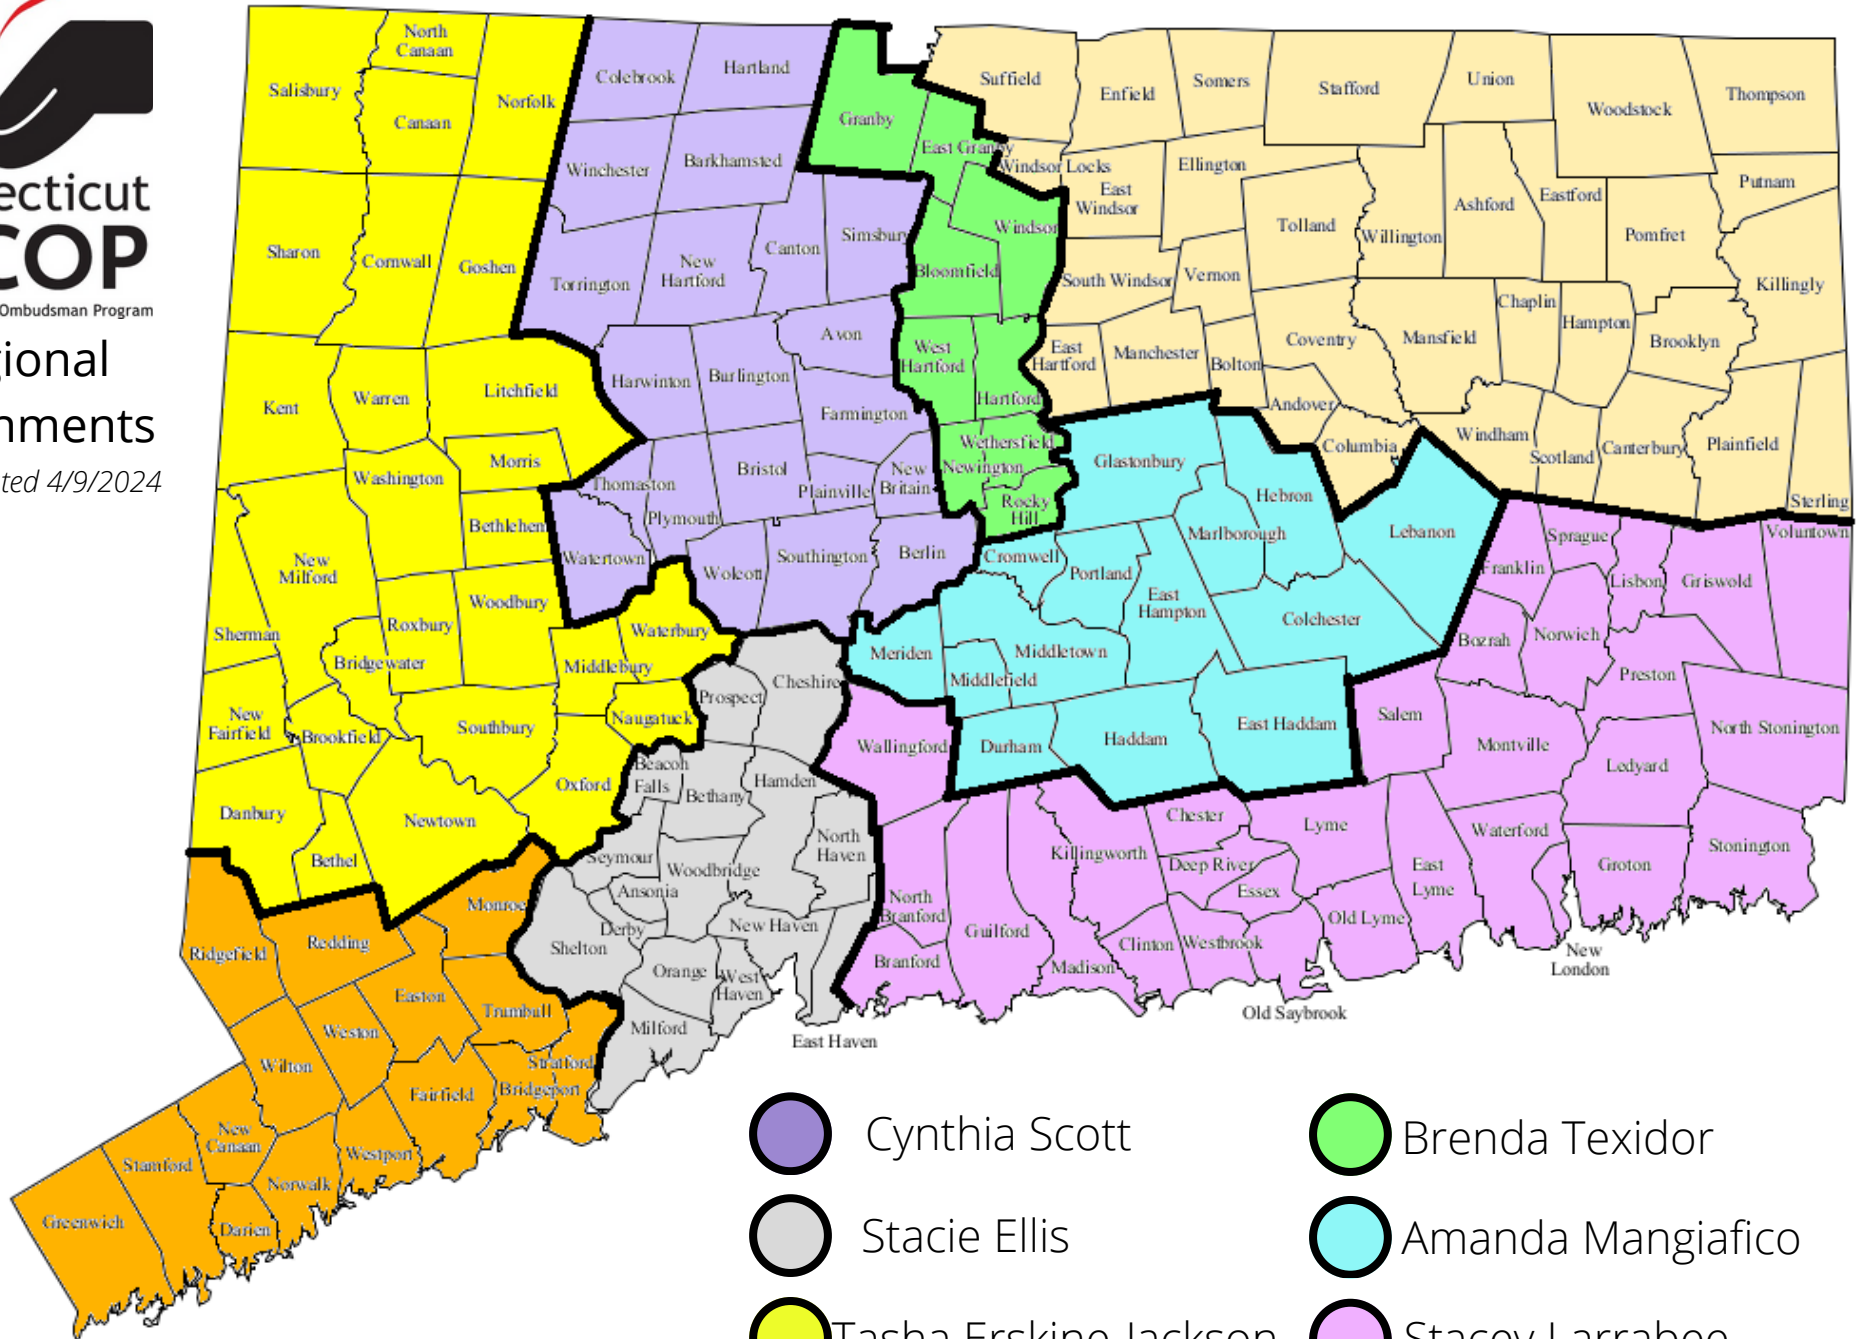 ecticut
COP
Ombudsman Program
gional
nments
ted 4/9/2024
North
Canaan
Salisbury
Canaan
Norfolk
Colebrook
Hartland
Granby
East Granby
Suffield
Enfield
Somers
Stafford
Union
Woodstock
Thompson
Winchester
Barkhamsted
Windsor Locks
East
Windsor
Ellington
Ashford
Eastford
Putnam
Sharon
Cornwall
Goshen
Torrington
New
Hartford
Canton
Simsbury
Windsor
Bloomfield
South Windsor
Vernon
Tolland
Willington
Pomfret
Killingly
Chaplin
Hampton
Brooklyn
Mansfield
Coventry
Avon
West
Hartford
East
Hartford
Manchester
Bolton
Kent
Warren
Litchfield
Harwinton
Burlington
Farmington
Hartford
Andover
Columbia
Windham
Scotland
Canterbury
Plainfield
Sterling
Morris
Washington
Bristol
Plainville
New
Britain
Wethersfield
Newington
Rocky
Hill
Glastonbury
Hebron
Marlborough
Lebanon
Thomaston
Plymouth
Bethlehem
Watertown
Wolcott
Southington
Berlin
Cromwell
Portland
East
Hampton
Colchester
Franklin
Sprague
Lisbon
Griswold
Voluntown
New
Milford
Sherman
Roxbury
Woodbury
Bridgewater
Middlebury
Waterbury
Meriden
Middletown
Middlefield
Bozrah
Norwich
Preston
New
Fairfield
Brookfield
Southbury
Naugatuck
Prospect
Cheshire
Wallingford
Durham
Haddam
East Haddam
Salem
Montville
Ledyard
North Stonington
Danbury
Bethel
Newtown
Oxford
Beacon
Falls
Bethany
Hamden
North
Haven
Chester
Lyme
Waterford
Groton
Stonington
Seymour
Woodbridge
Ansonia
Derby
Shelton
New Haven
North
Branford
Branford
Guilford
Killingworth
Deep River
Essex
East
Lyme
Old Lyme
Madison
Clinton
Westbrook
New
London
Old Saybrook
Ridgefield
Redding
Monroe
Orange
West
Haven
Milford
East Haven
Easton
Trumbull
Weston
Wilton
Fairfield
Stratford
Bridgeport
New
Canaan
Westport
Stamford
Norwalk
Greenwich
Darien
Cynthia Scott
Brenda Texidor
Stacie Ellis
Amanda Mangiafico
Tasha Erskine-Jackson
Stacey Larrabee